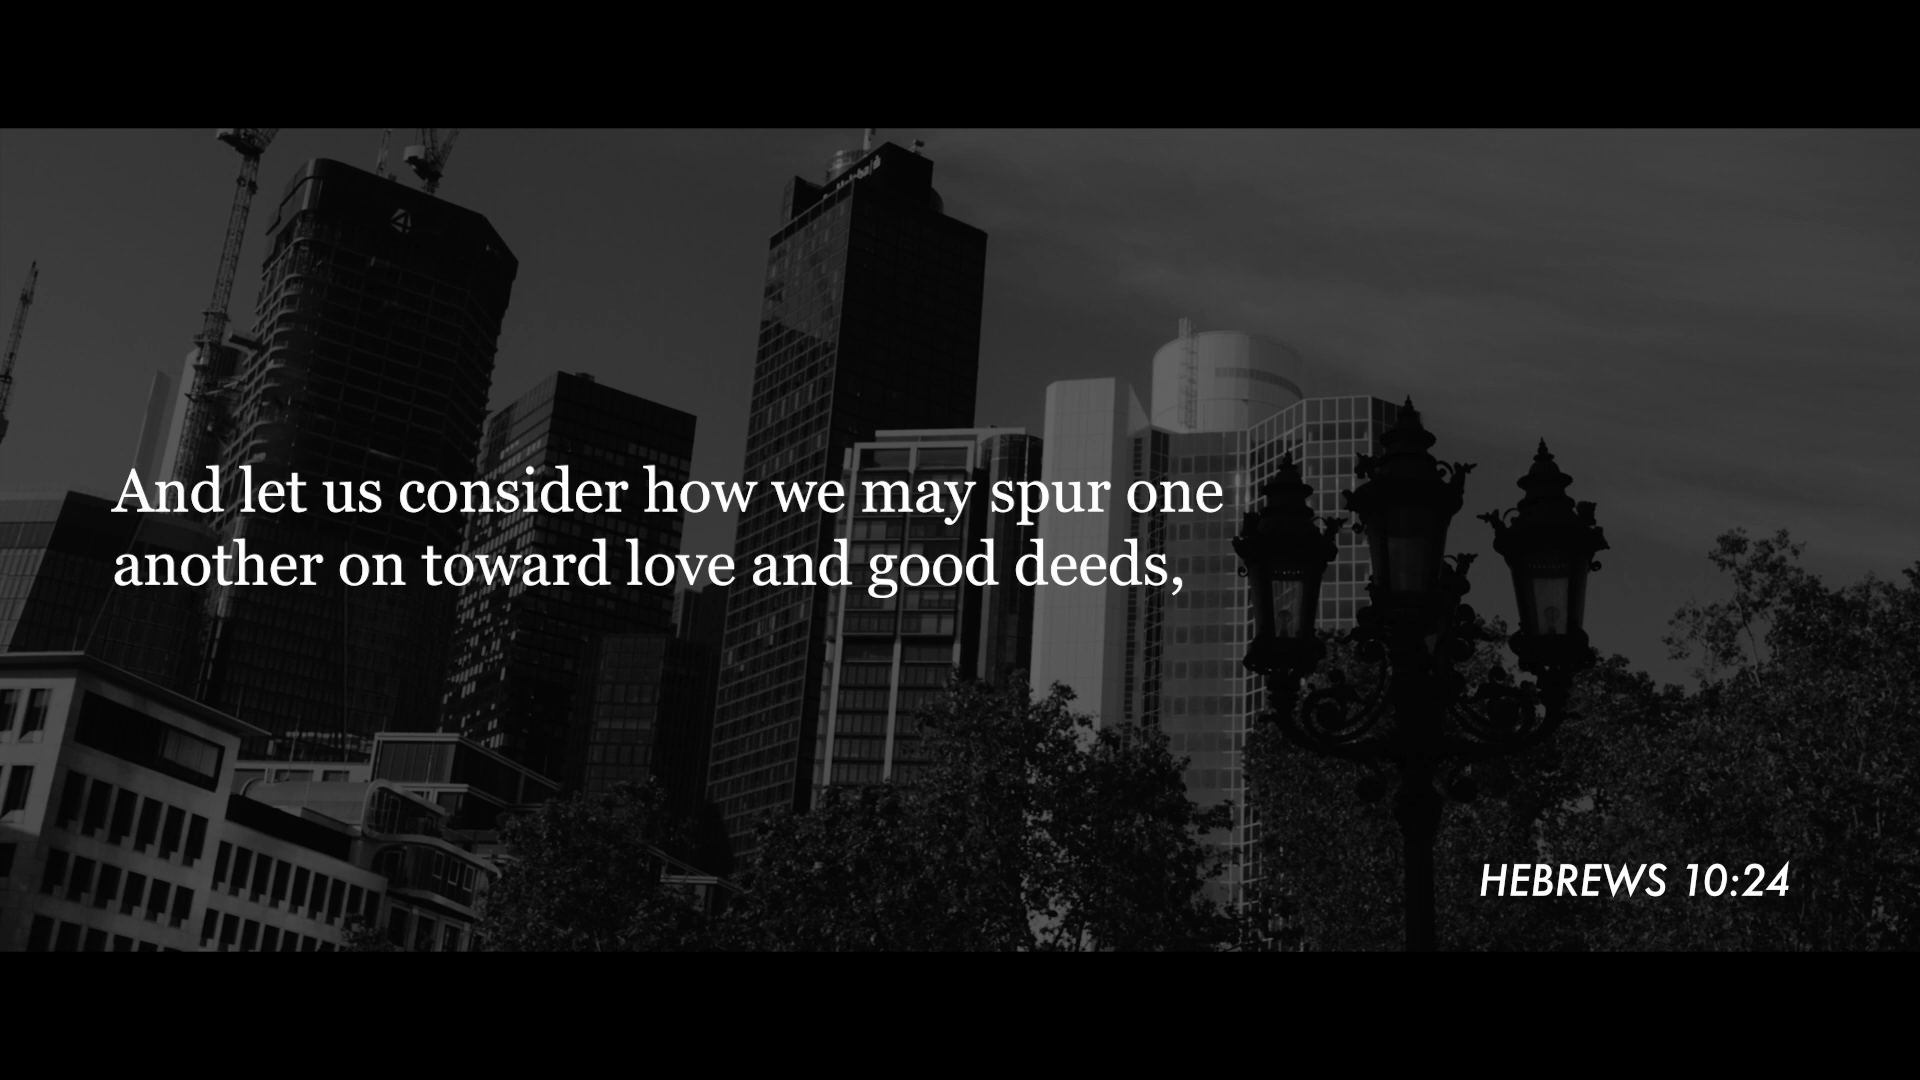 And let us consider how we may spur one
another on toward love and good deeds,
HEBREWS 10:24